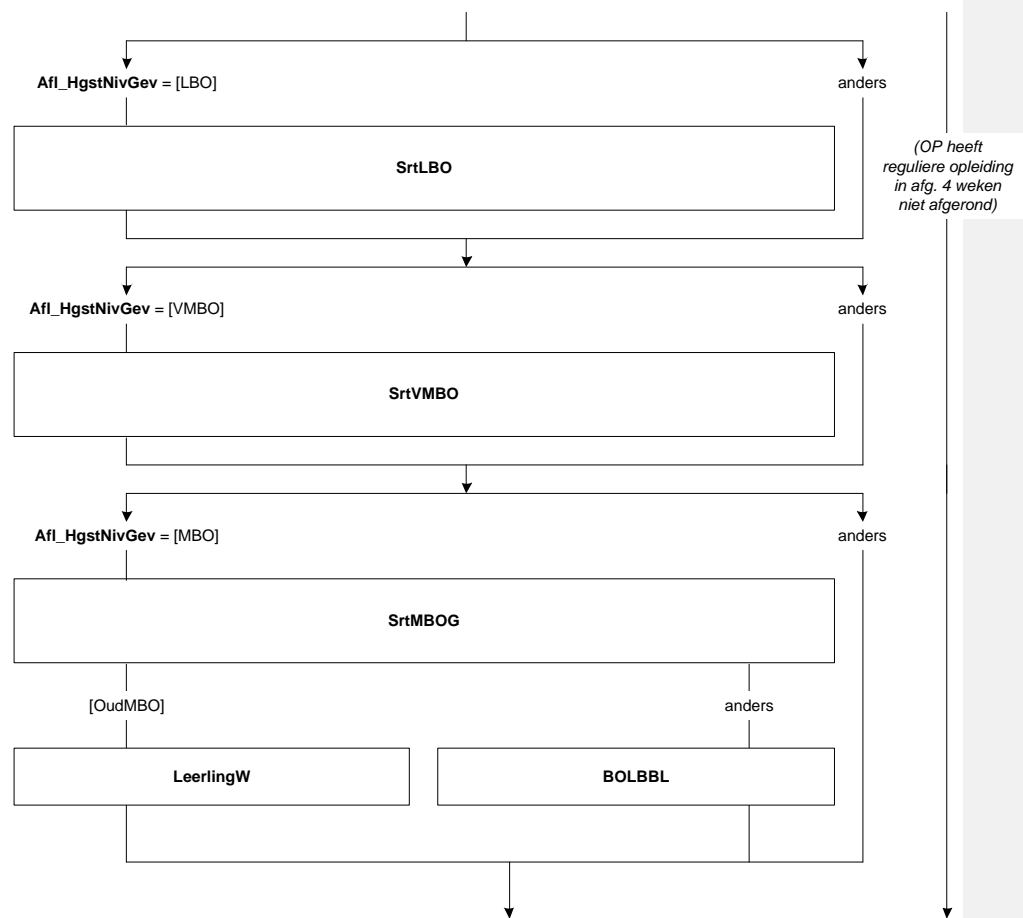 Afl_HgstNivGev = [LBO]
anders
SrtLBO
(OP heeft
reguliere opleiding
in afg. 4 weken
niet afgerond)
Afl_HgstNivGev = [VMBO]
anders
SrtVMBO
Afl_HgstNivGev = [MBO]
anders
SrtMBOG
[OudMBO]
anders
LeerlingW
BOLBBL